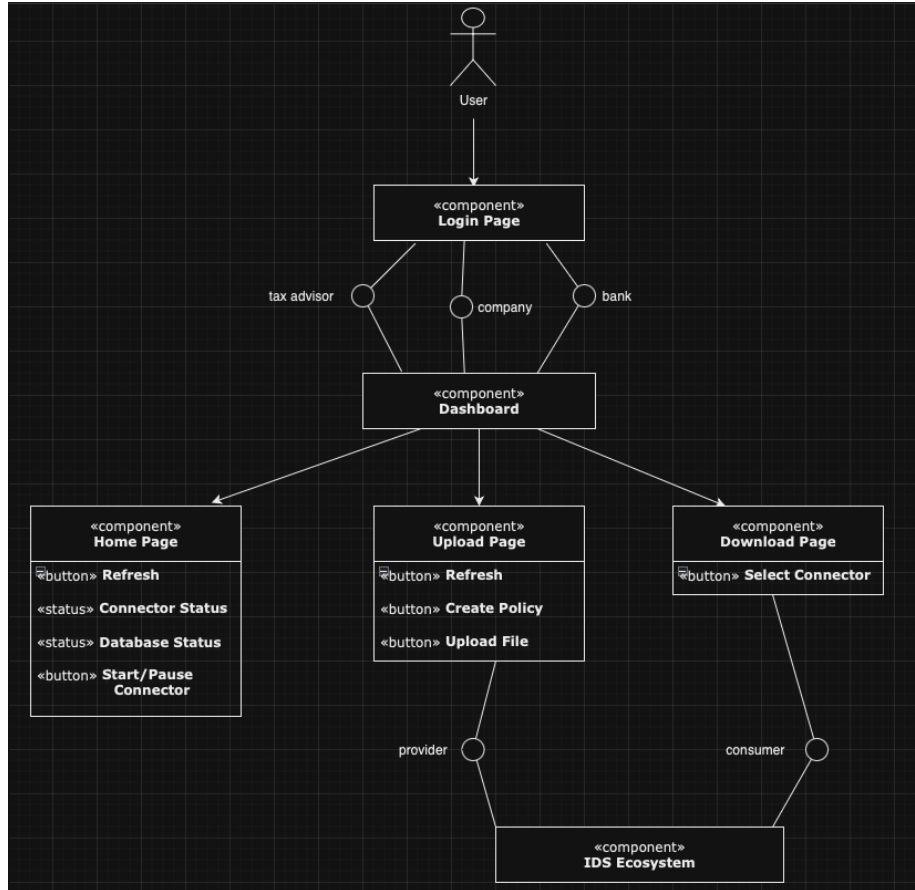 User
«component»
Login Page
tax advisor
company
bank
«component»
Dashboard
«component»
Home Page
«button» Refresh
«status» Connector Status
«status» Database Status
«button» Start/Pause
Connector
«component»
Upload Page
«button» Refresh
«button» Create Policy
«button» Upload File
«component»
Download Page
«button» Select Connector
provider
consumer
«component»
IDS Ecosystem